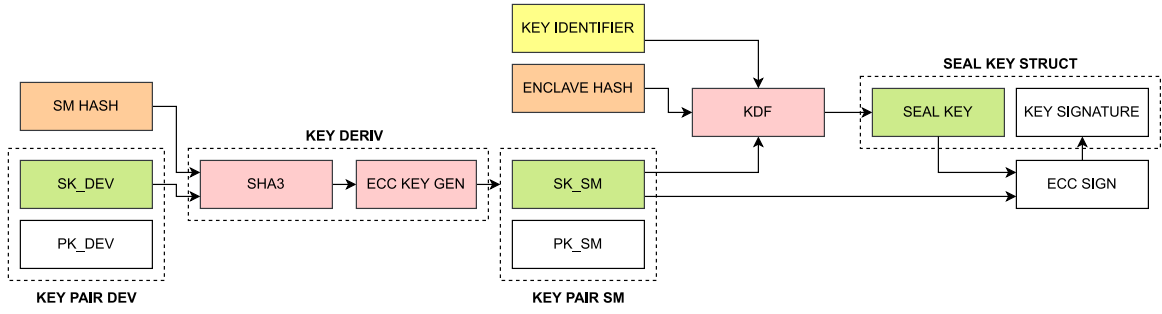 KEY IDENTIFIER
SEAL KEY STRUCT
SM HASH
ENCLAVE HASH
KDF
SEAL KEY
KEY SIGNATURE
KEY DERIV
SK_DEV
SHA3
ECC KEY GEN
SK_SM
ECC SIGN
PK_DEV
PK_SM
KEY PAIR DEV
KEY PAIR SM